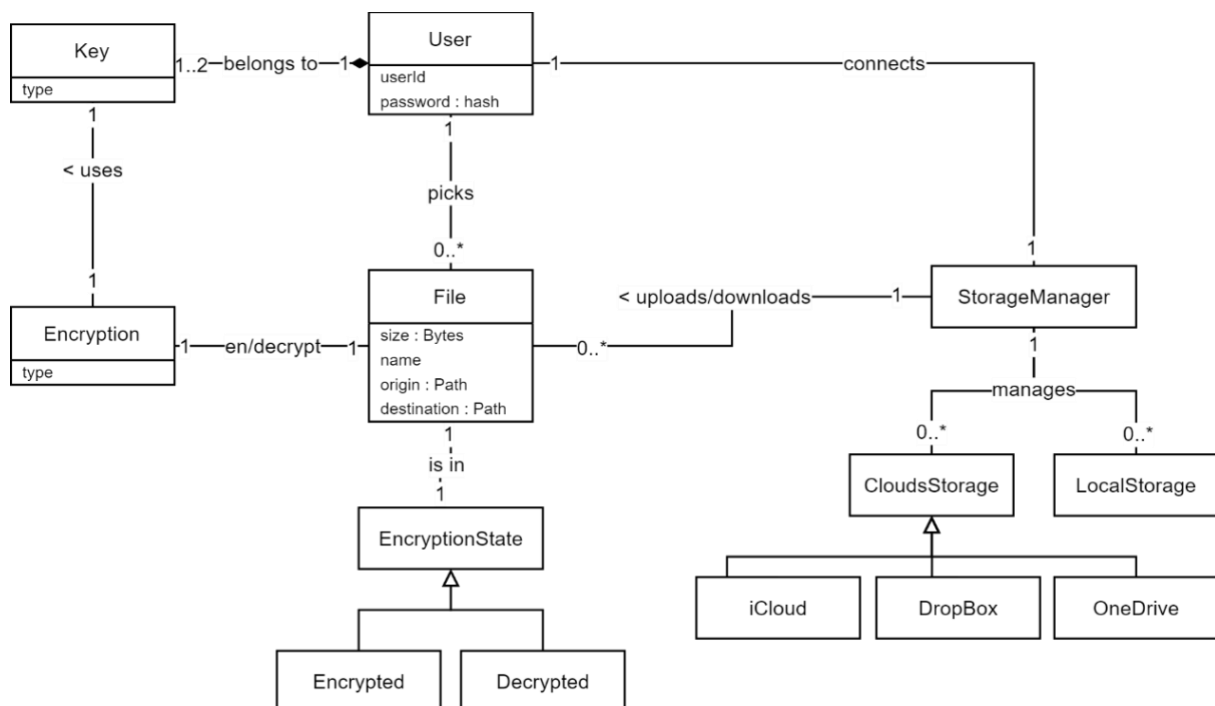 Key
type
1..2
belongs to
1
User
userId
password : hash
1
connects
1
1
< uses
1
1
picks
0..*
Encryption
type
1
en/decrypt
1
File
size : Bytes
name
origin : Path
destination : Path
0..*
< uploads/downloads
1
StorageManager
1
manages
0..*
0..*
CloudsStorage
LocalStorage
iCloud
DropBox
OneDrive
1
is in
1
EncryptionState
Encrypted
Decrypted